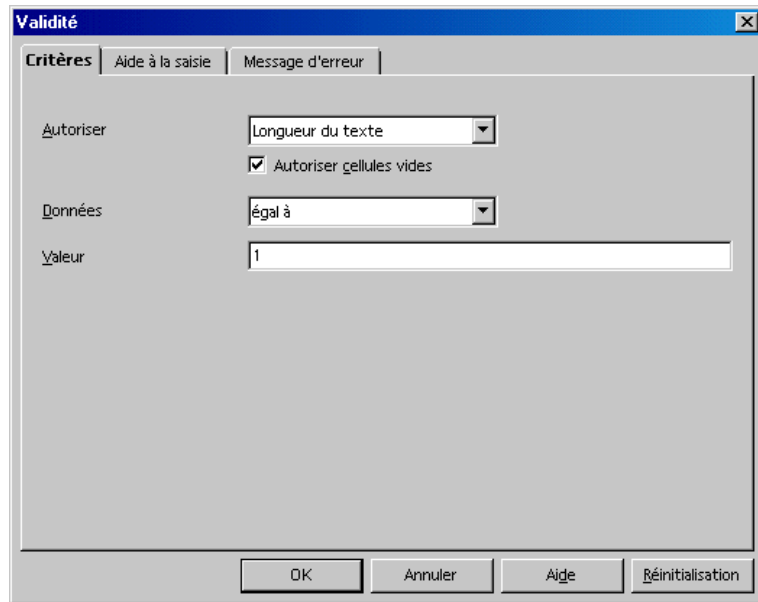 Validité
Critères Aide à la saisie Message d'erreur
Autoriser Longueur du texte
Autoriser cellules vides
Données égal à
Valeur 1
OK Annuler Aide Réinitialisation